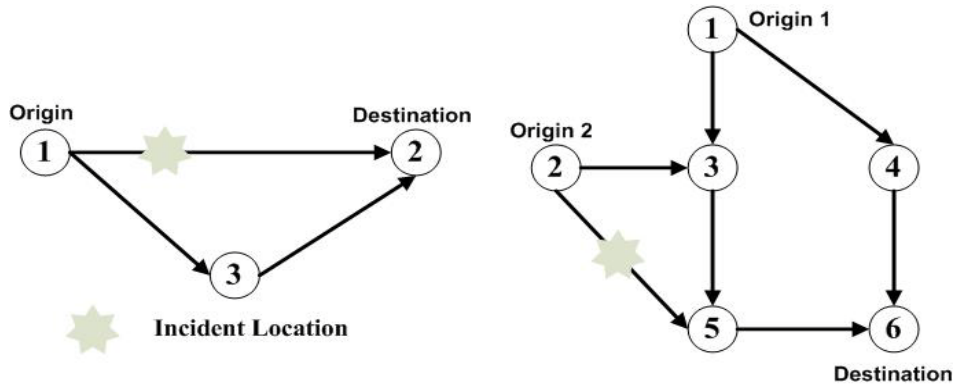 Origin
1
Destination
2
3
Incident Location
1
Origin 1
Origin 2
2
3
4
5
6
Destination